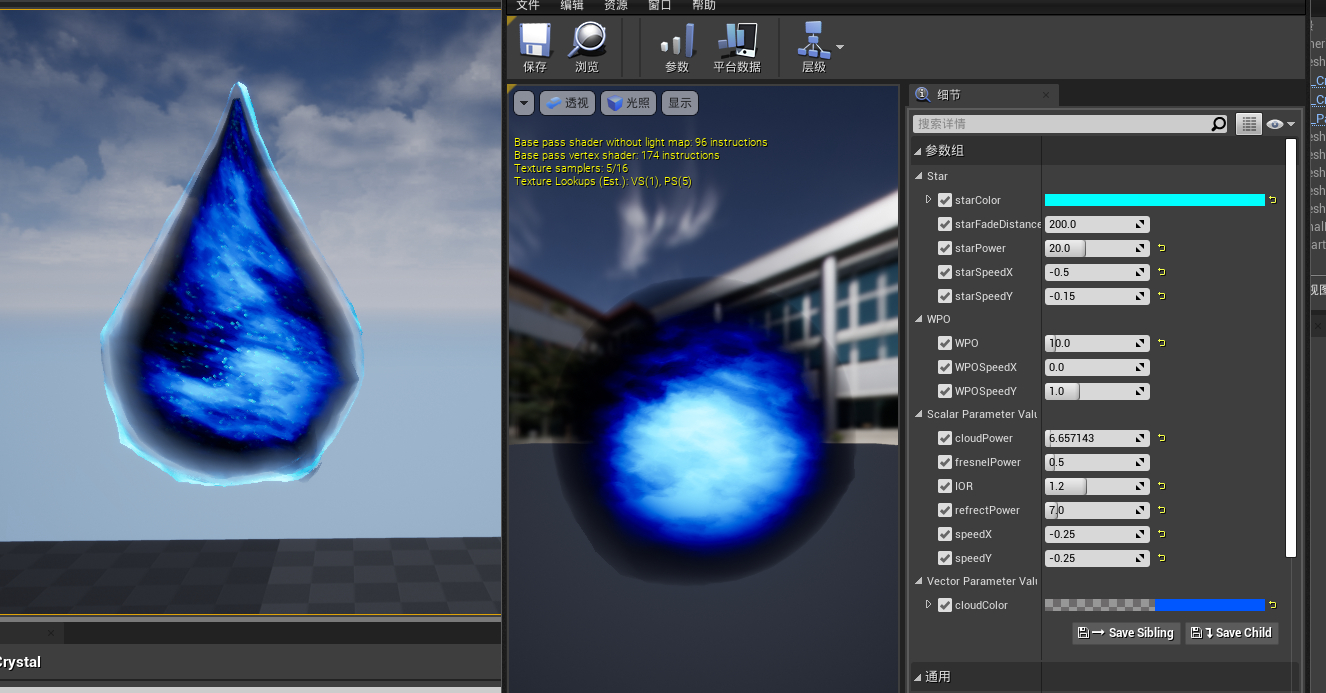 文件 编辑 资源 窗口 帮助
保存 浏览 参数 平台数据 层级
透视 光照 显示
Base pass shader without light map: 96 instructions
Base pass vertex shader: 174 instructions
Texture samplers: 5/16
Texture Lookups (Est.): VS(1), PS(5)
细节
搜索详情
参数组
Star
starColor
starFadeDistance 200.0
starPower 20.0
starSpeedX -0.5
starSpeedY -0.15
WPO
WPO 10.0
WPOSpeedX 0.0
WPOSpeedY 1.0
Scalar Parameter Valu
cloudPower 6.657143
fresnelPower 0.5
IOR 1.2
refrectPower 7.0
speedX -0.25
speedY -0.25
Vector Parameter Valu
cloudColor
Save Sibling Save Child
通用
Crystal